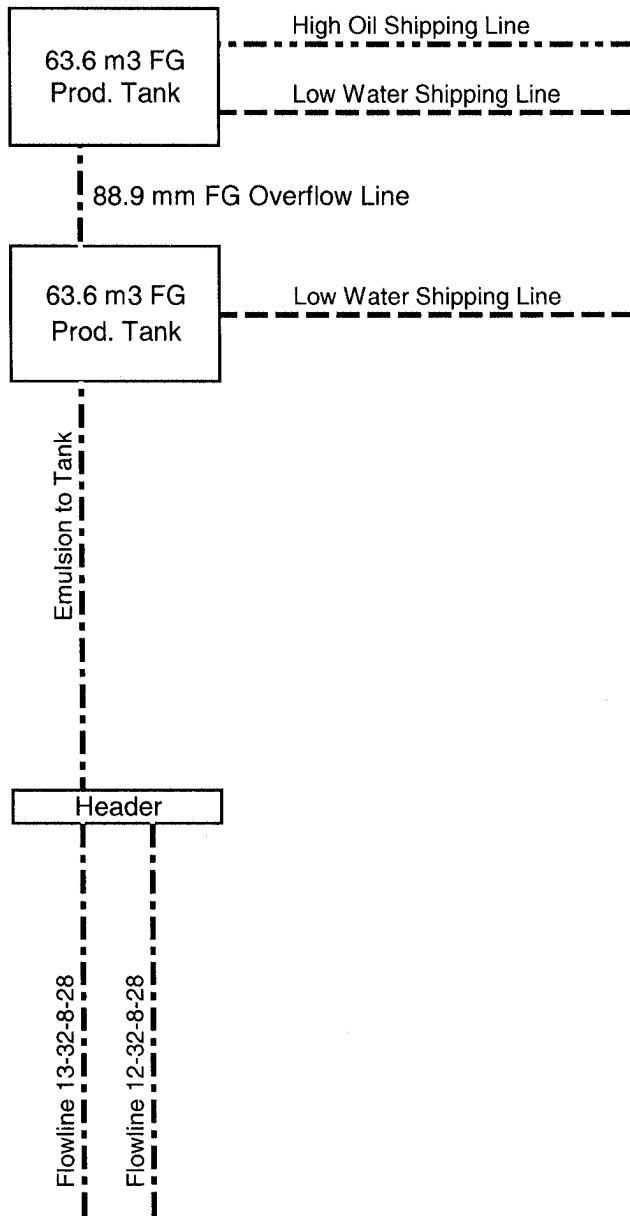 High Oil Shipping Line
63.6 m3 FG
Prod. Tank
Low Water Shipping Line
88.9 mm FG Overflow Line
63.6 m3 FG
Prod. Tank
Low Water Shipping Line
Emulsion to Tank
Header
Flowline 13-32-8-28
Flowline 12-32-8-28